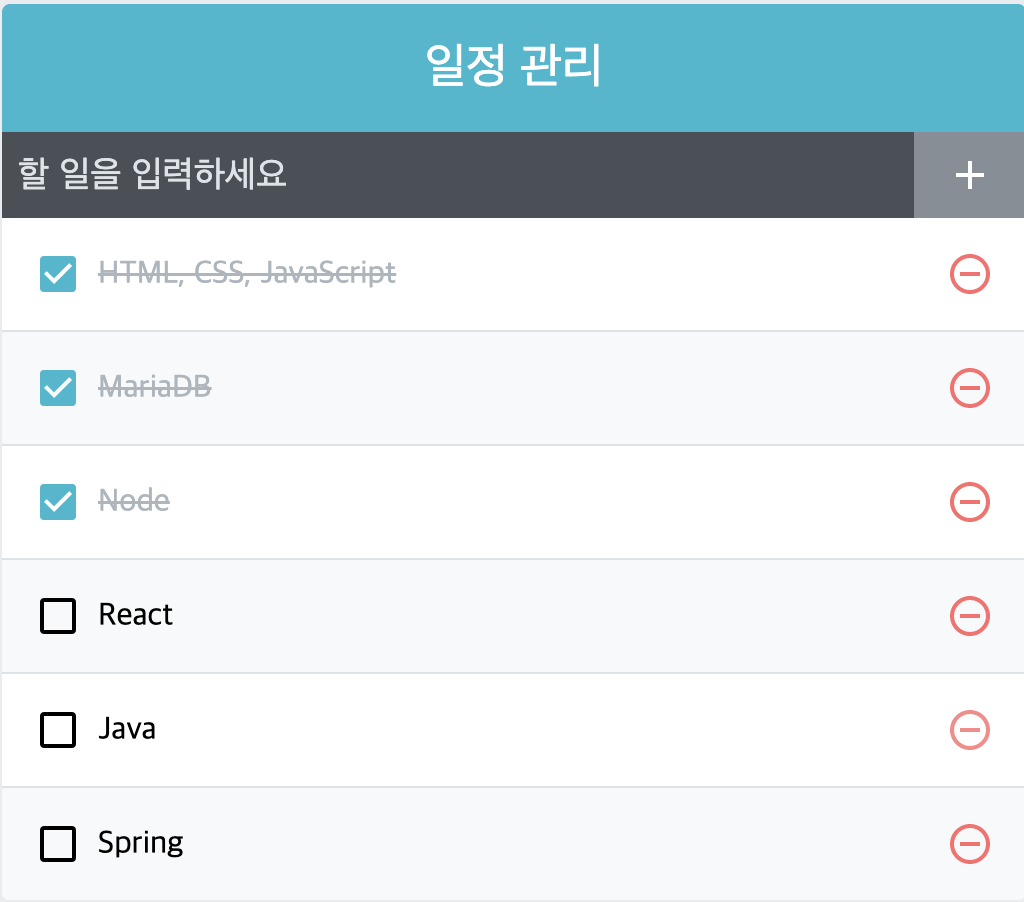 일정 관리
할 일을 입력하세요
HTML, CSS, JavaScript
MariaDB
Node
React
Java
Spring